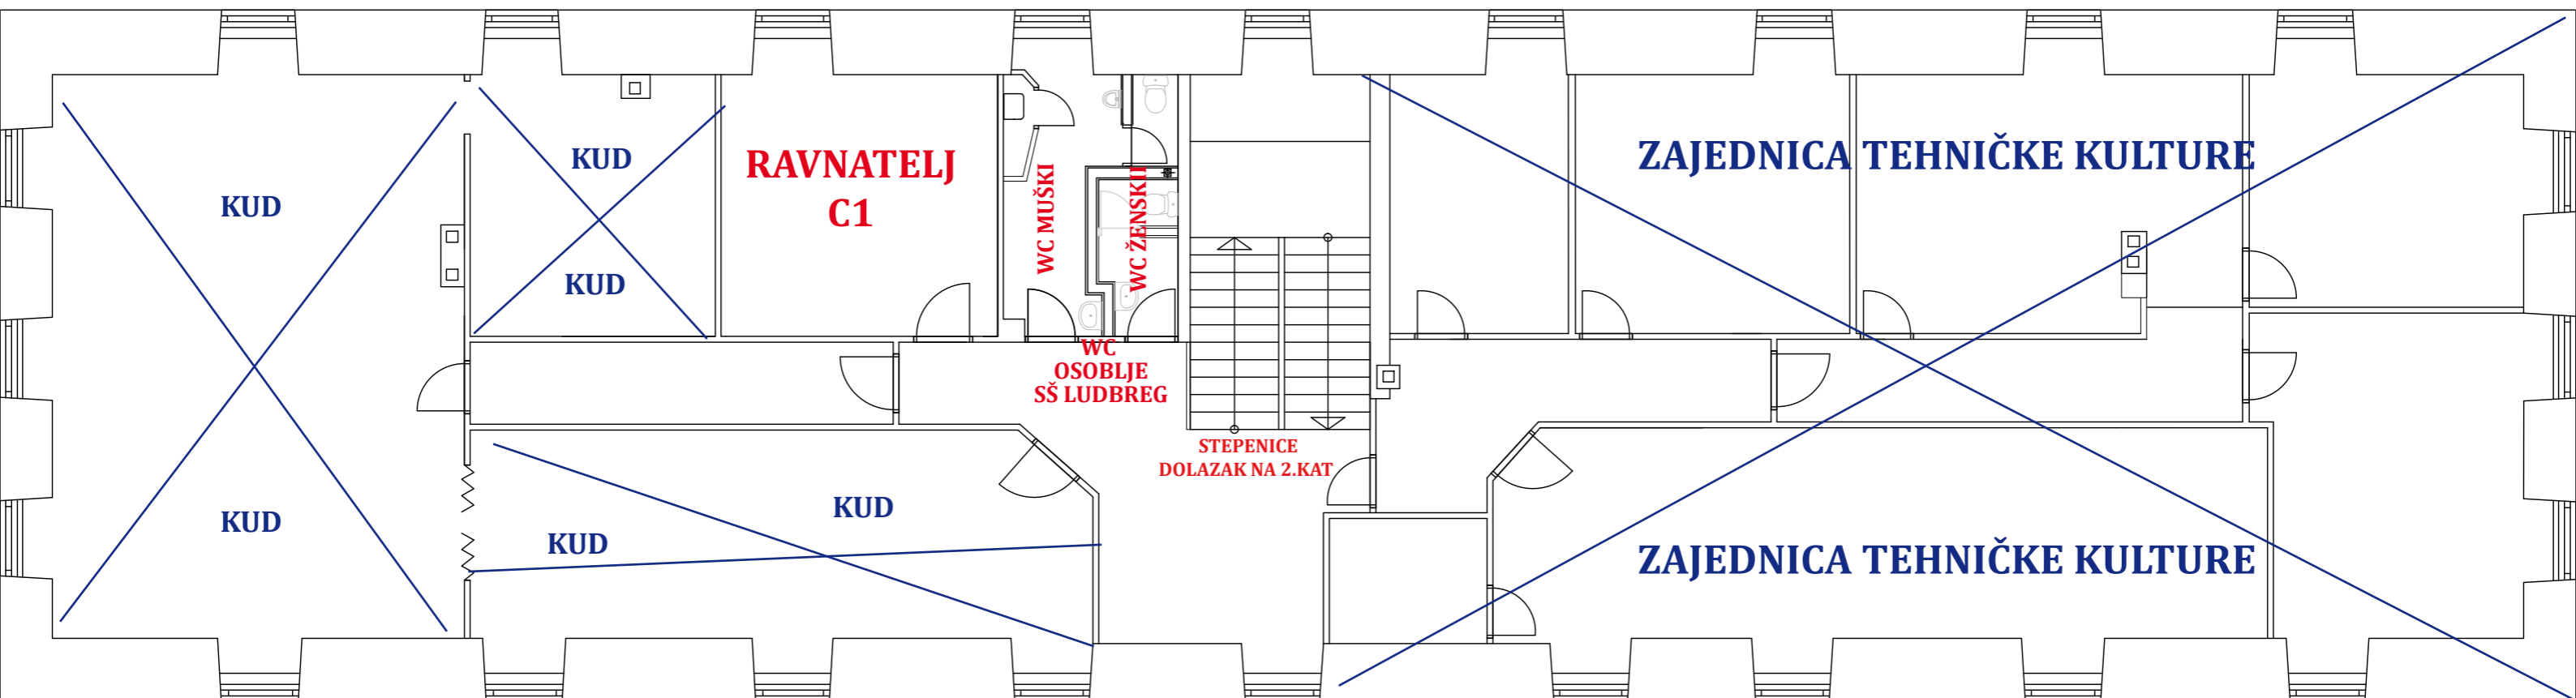 KUD
KUD
KUD
KUD
RAVNATELJ
C1
WC MUŠKI
WC ŽENSKII
WC
OSOBLJE
SŠ LUDBREG
STEPENICE
DOLAZAK NA 2.KAT
KUD
KUD
ZAJEDNICA TEHNIČKE KULTURE
ZAJEDNICA TEHNIČKE KULTURE